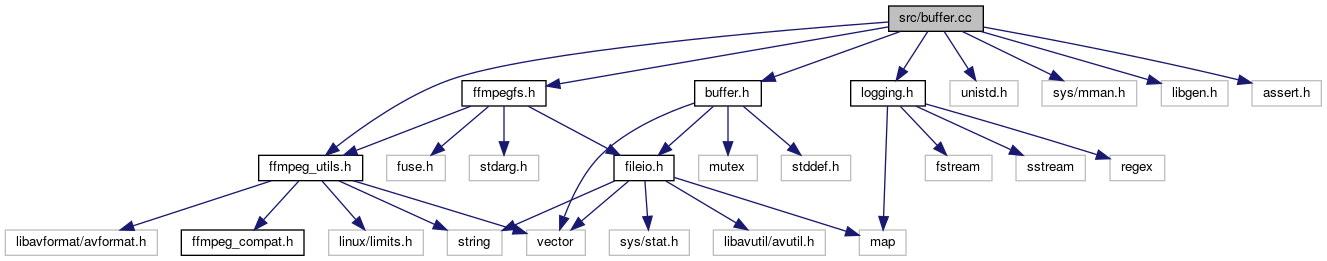 src/buffer.cc
ffmpegfs.h
buffer.h
logging.h
unistd.h
sys/mman.h
libgen.h
assert.h
ffmpeg_utils.h
fuse.h
stdarg.h
fileio.h
mutex
stddef.h
fstream
sstream
regex
libavformat/avformat.h
ffmpeg_compat.h
linux/limits.h
string
vector
sys/stat.h
libavutil/avutil.h
map